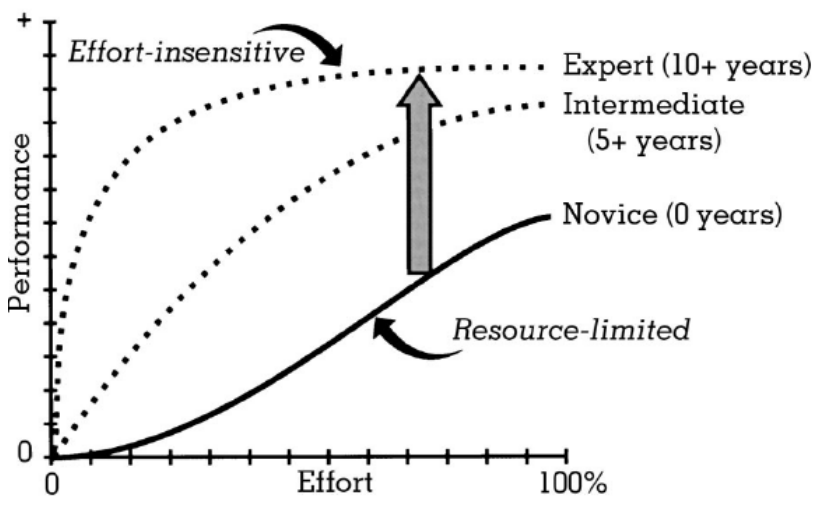 +
Effort-insensitive
Expert (10+ years)
Intermediate
(5+ years)
Performance
Novice (0 years)
Resource-limited
0
0
Effort
100%